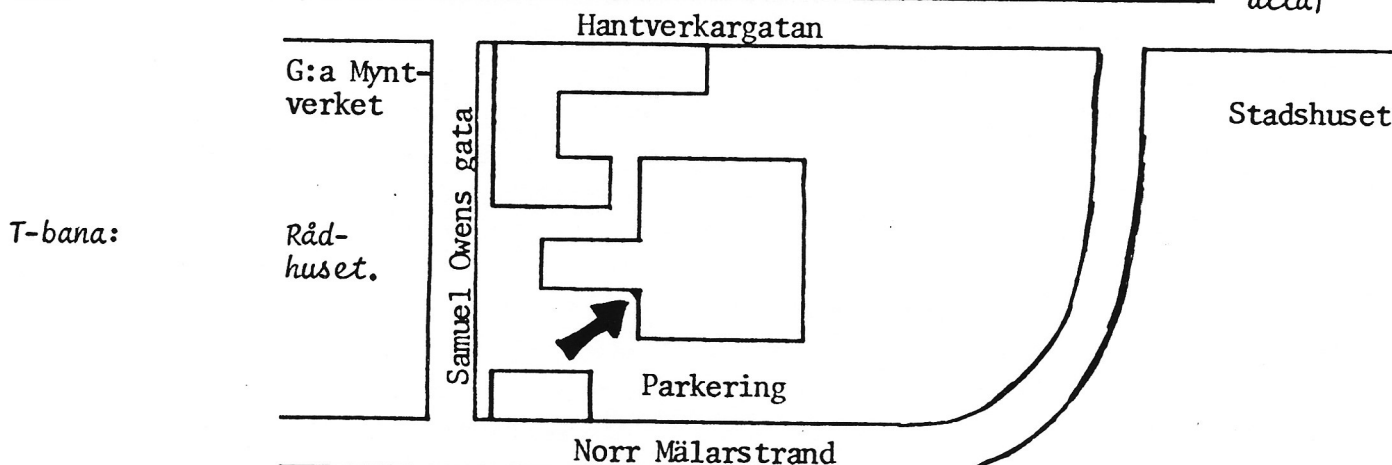 Hantverkargatan
G:a Mynt-
verket
Stadshuset
Samuel Owens gata
T-bana:
Råd-
huset.
Parkering
Norr Mälarstrand